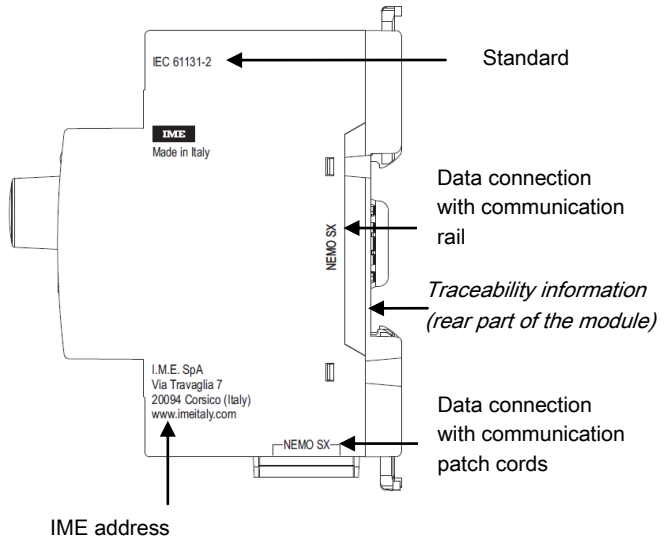 IEC 61131-2
Standard
IME
Made in Italy
Data connection
with communication
rail
NEMO SX
Traceability information
(rear part of the module)
I.M.E. SpA
Via Travaglia 7
20094 Corsico (Italy)
www.imeitaly.com
Data connection
with communication
patch cords
NEMO SX
IME address